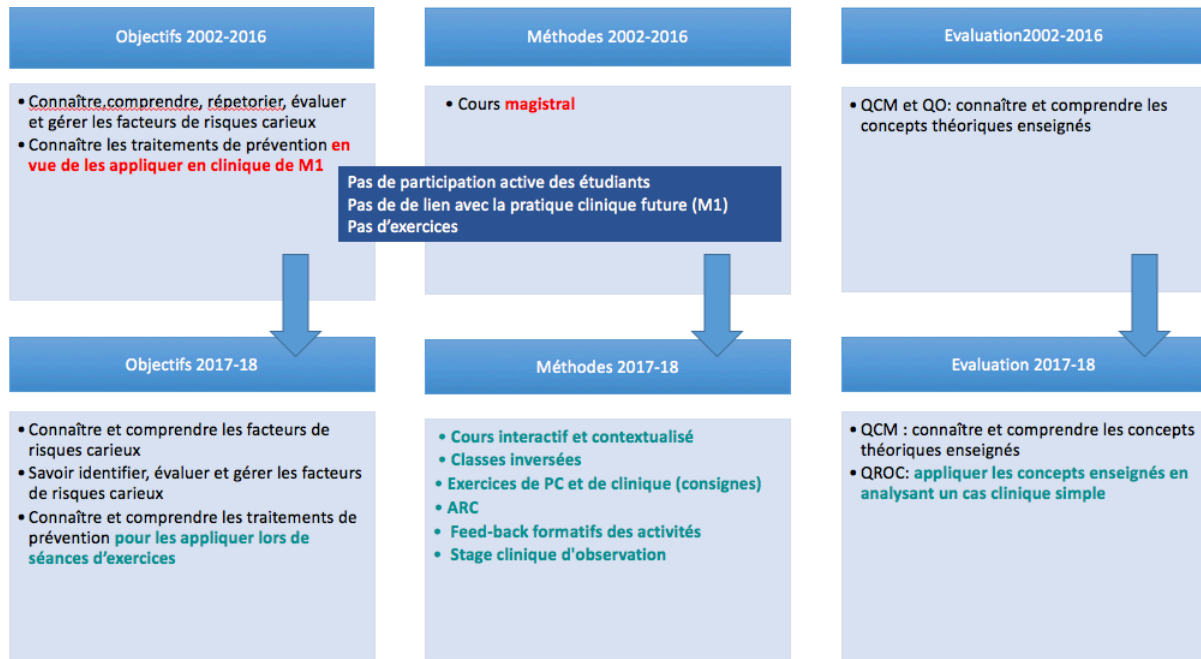 Objectifs 2002-2016
• Connaître,comprendre, répetorier, évaluer
et gérer les facteurs de risques carieux
• Connaître les traitements de prévention en
vue de les appliquer en clinique de M1
Méthodes 2002-2016
• Cours magistral
Pas de participation active des étudiants
Pas de de lien avec la pratique clinique future (M1)
Pas d’exercices
Evaluation2002-2016
• QCM et QO: connaître et comprendre les
concepts théoriques enseignés
Objectifs 2017-18
• Connaître et comprendre les facteurs de
risques carieux
• Savoir identifier, évaluer et gérer les facteurs
de risques carieux
• Connaître et comprendre les traitements de
prévention pour les appliquer lors de
séances d’exercices
Méthodes 2017-18
• Cours interactif et contextualisé
• Classes inversées
• Exercices de PC et de clinique (consignes)
• ARC
• Feed-back formatifs des activités
• Stage clinique d'observation
Evaluation 2017-18
• QCM : connaître et comprendre les concepts
théoriques enseignés
• QROC: appliquer les concepts enseignés en
analysant un cas clinique simple